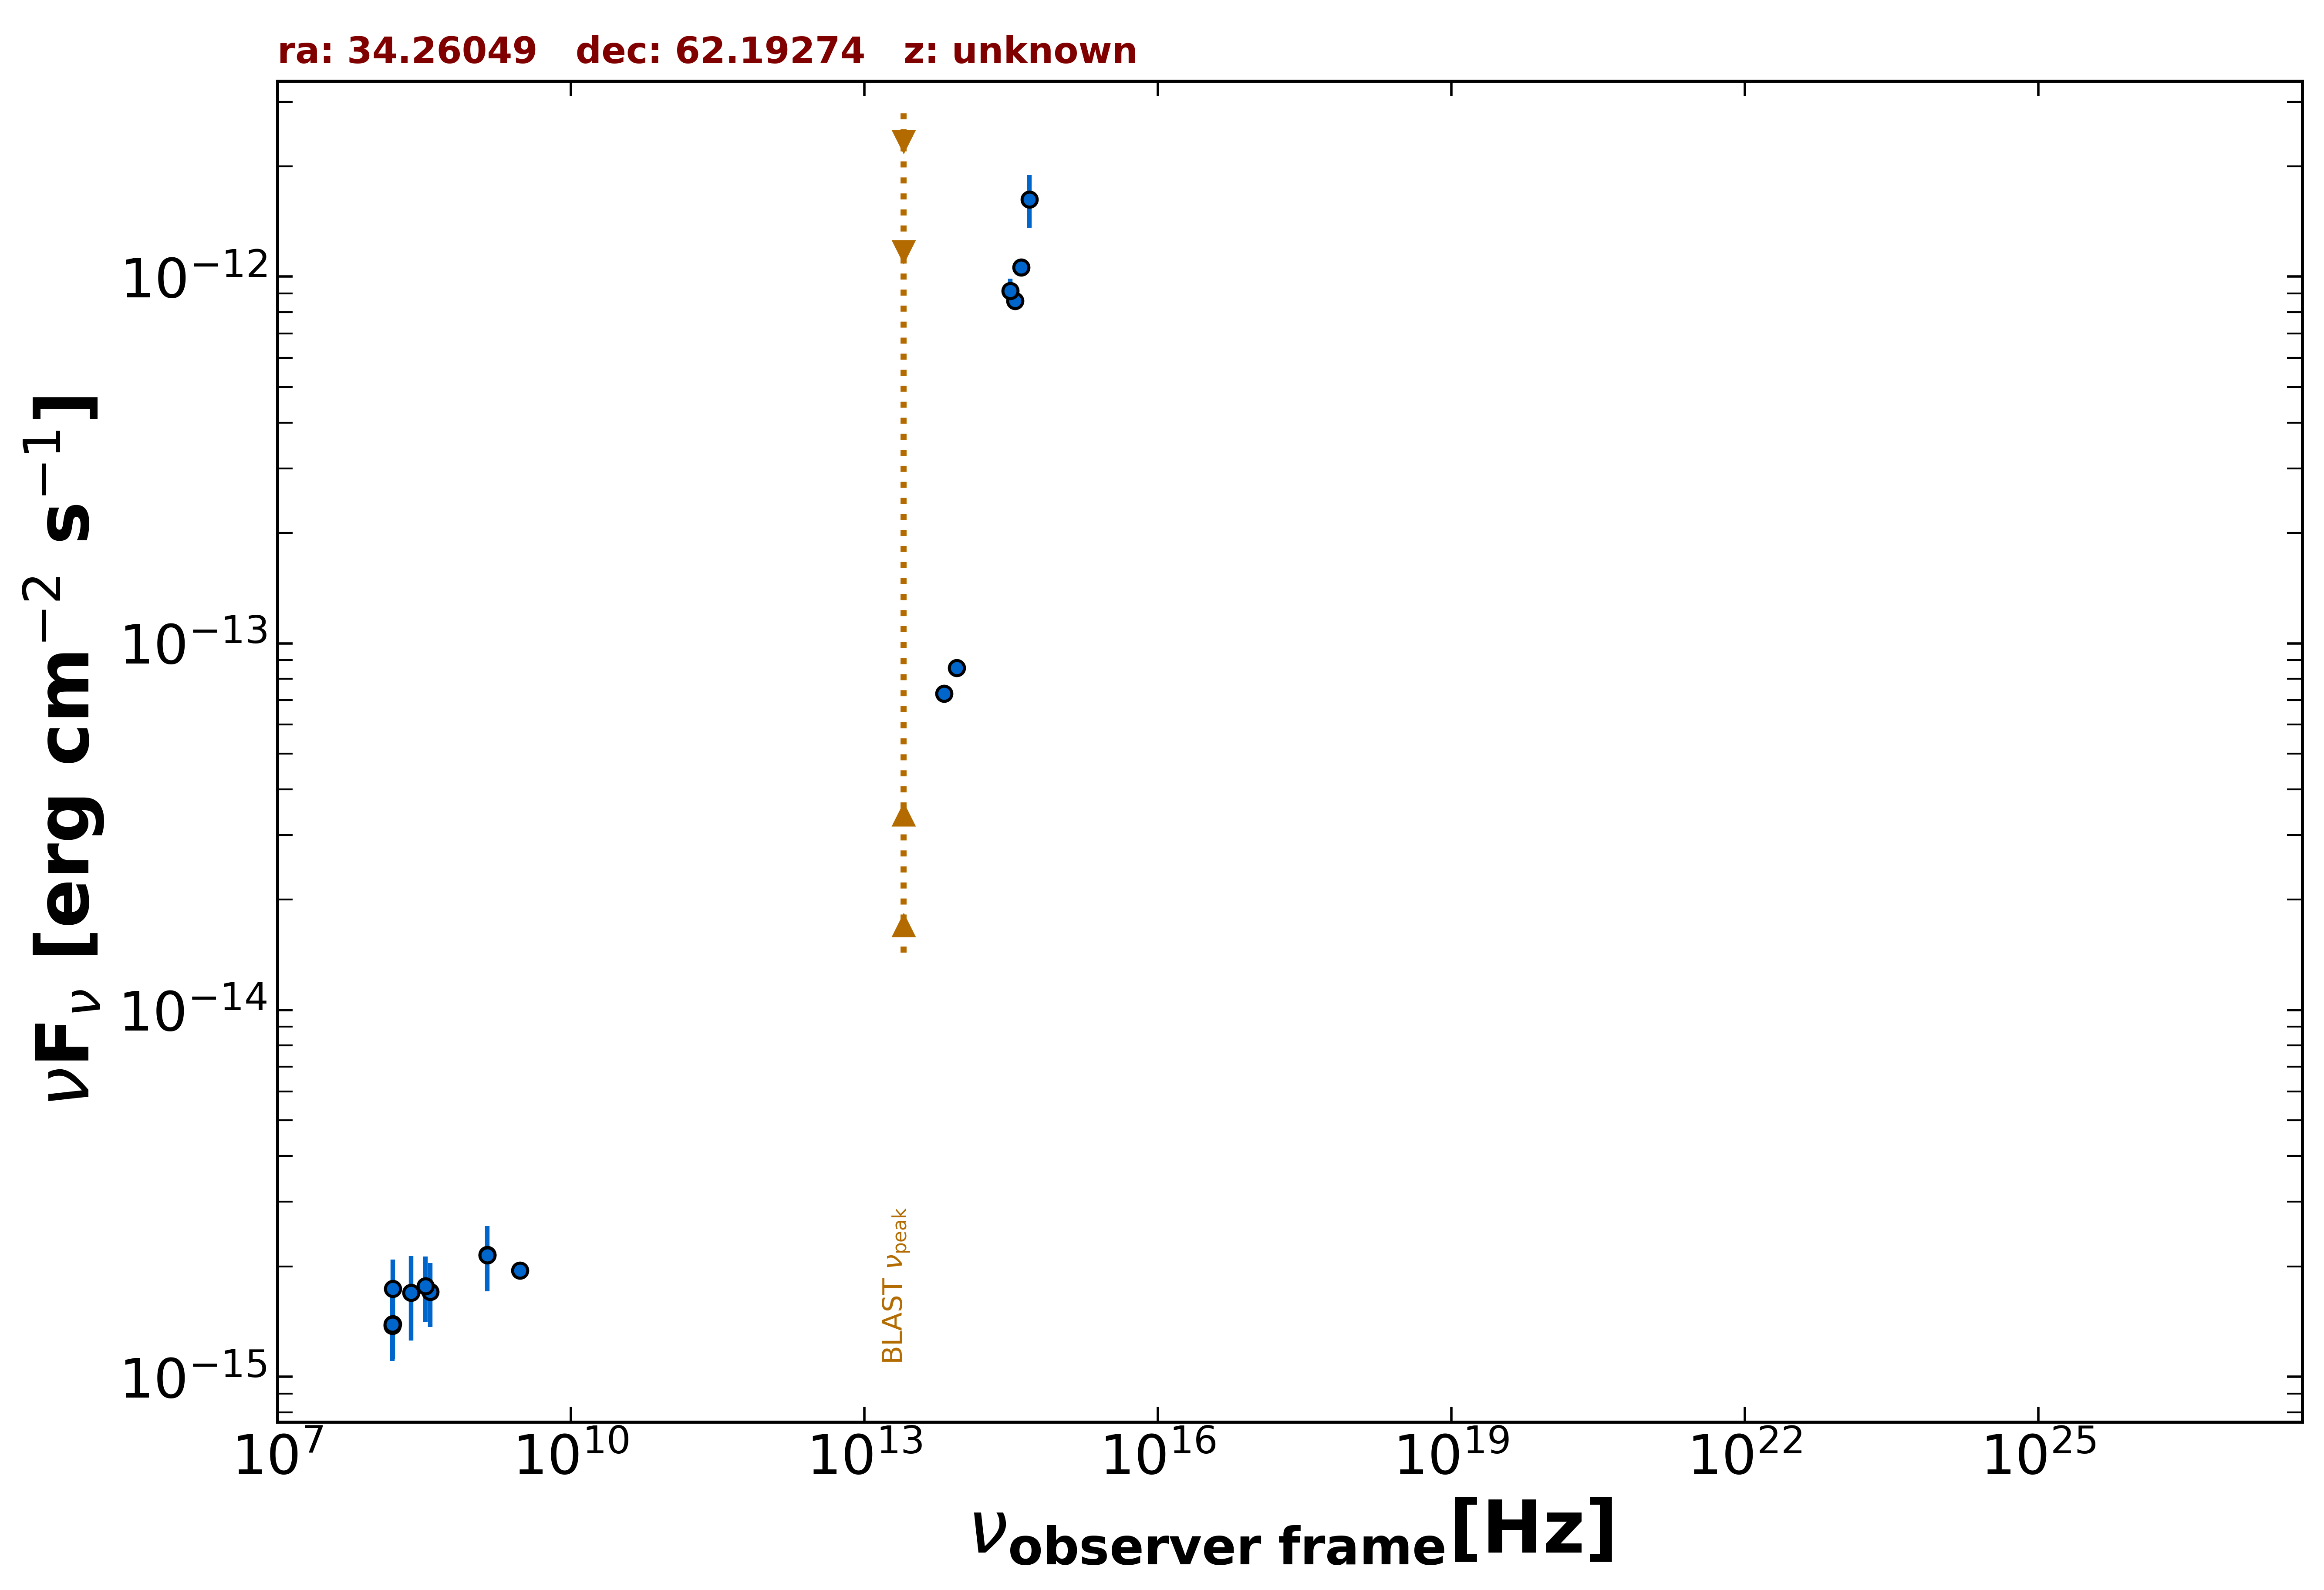 ra: 34.26049 dec: 62.19274 z: unknown
νFν [erg cm⁻² s⁻¹]
10⁻¹²
10⁻¹³
10⁻¹⁴
10⁻¹⁵
BLAST νpeak
10⁷ 10¹⁰ 10¹³ 10¹⁶ 10¹⁹ 10²² 10²⁵
νobserver frame [Hz]